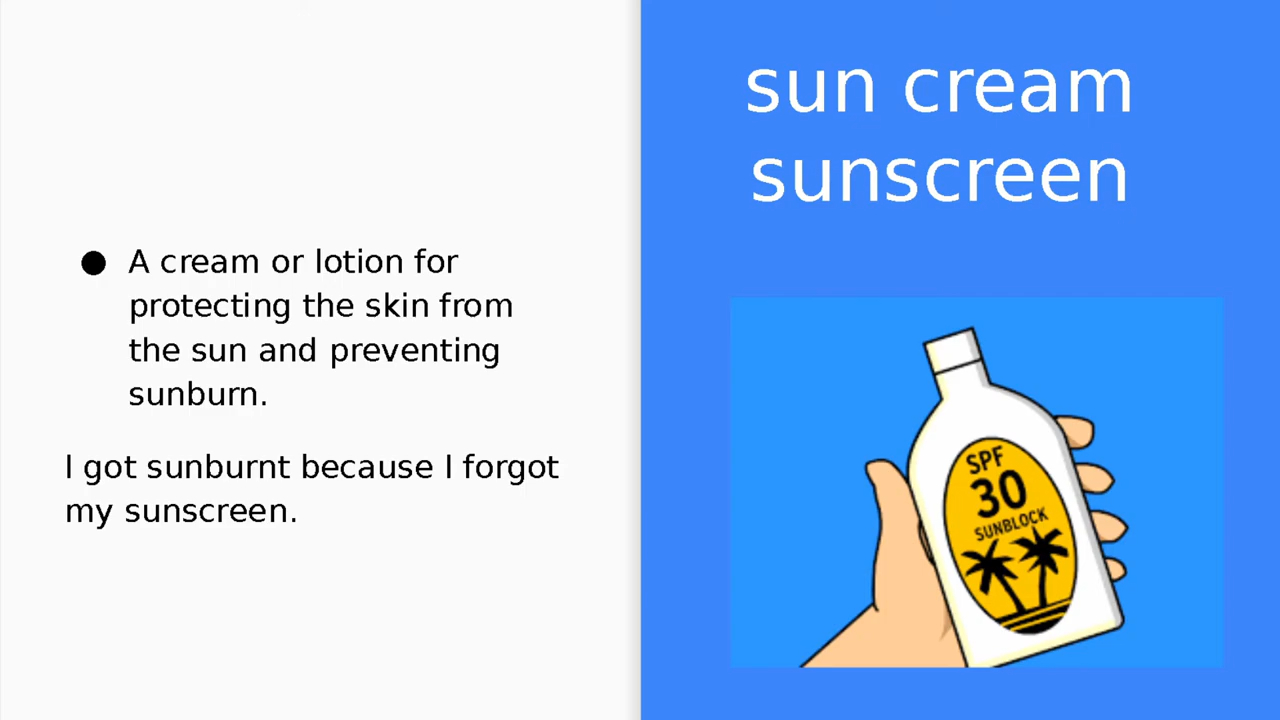 A cream or lotion for
protecting the skin from
the sun and preventing
sunburn.
I got sunburnt because I forgot
my sunscreen.
sun cream
sunscreen
SPF
30
SUNBLOCK